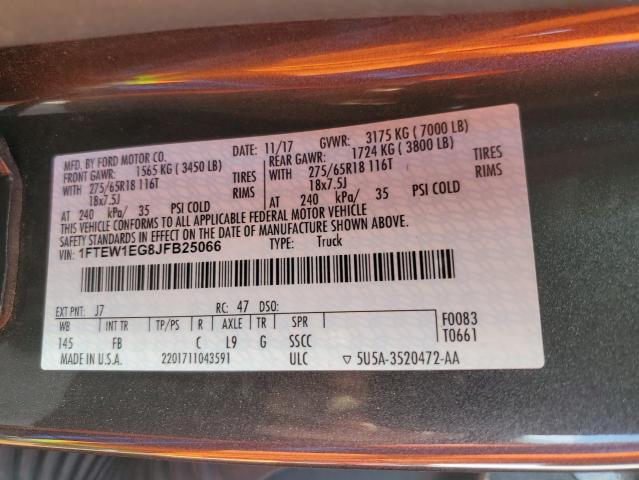 MFD. BY FORD MOTOR CO.
DATE: 11/17 GVWR: 3175 KG ( 7000 LB)
FRONT GAWR: 1565 KG ( 3450 LB) REAR GAWR: 1724 KG ( 3800 LB)
WITH 275/65R18 116T TIRES WITH 275/65R18 116T TIRES
18x7.5J RIMS 18x7.5J RIMS
AT 240 kPa/ 35 PSI COLD AT 240 kPa/ 35 PSI COLD
THIS VEHICLE CONFORMS TO ALL APPLICABLE FEDERAL MOTOR VEHICLE
SAFETY STANDARDS IN EFFECT ON THE DATE OF MANUFACTURE SHOWN ABOVE.
VIN: 1FTEW1EG8JFB25066 TYPE: Truck
EXT PNT: J7 RC: 47 DSO:
WB INT TR TP/PS R AXLE TR SPR F0083
145 FB C L9 G SSCC T0661
MADE IN U.S.A. 2201711043591 ULC ▽ 5U5A-3520472-AA